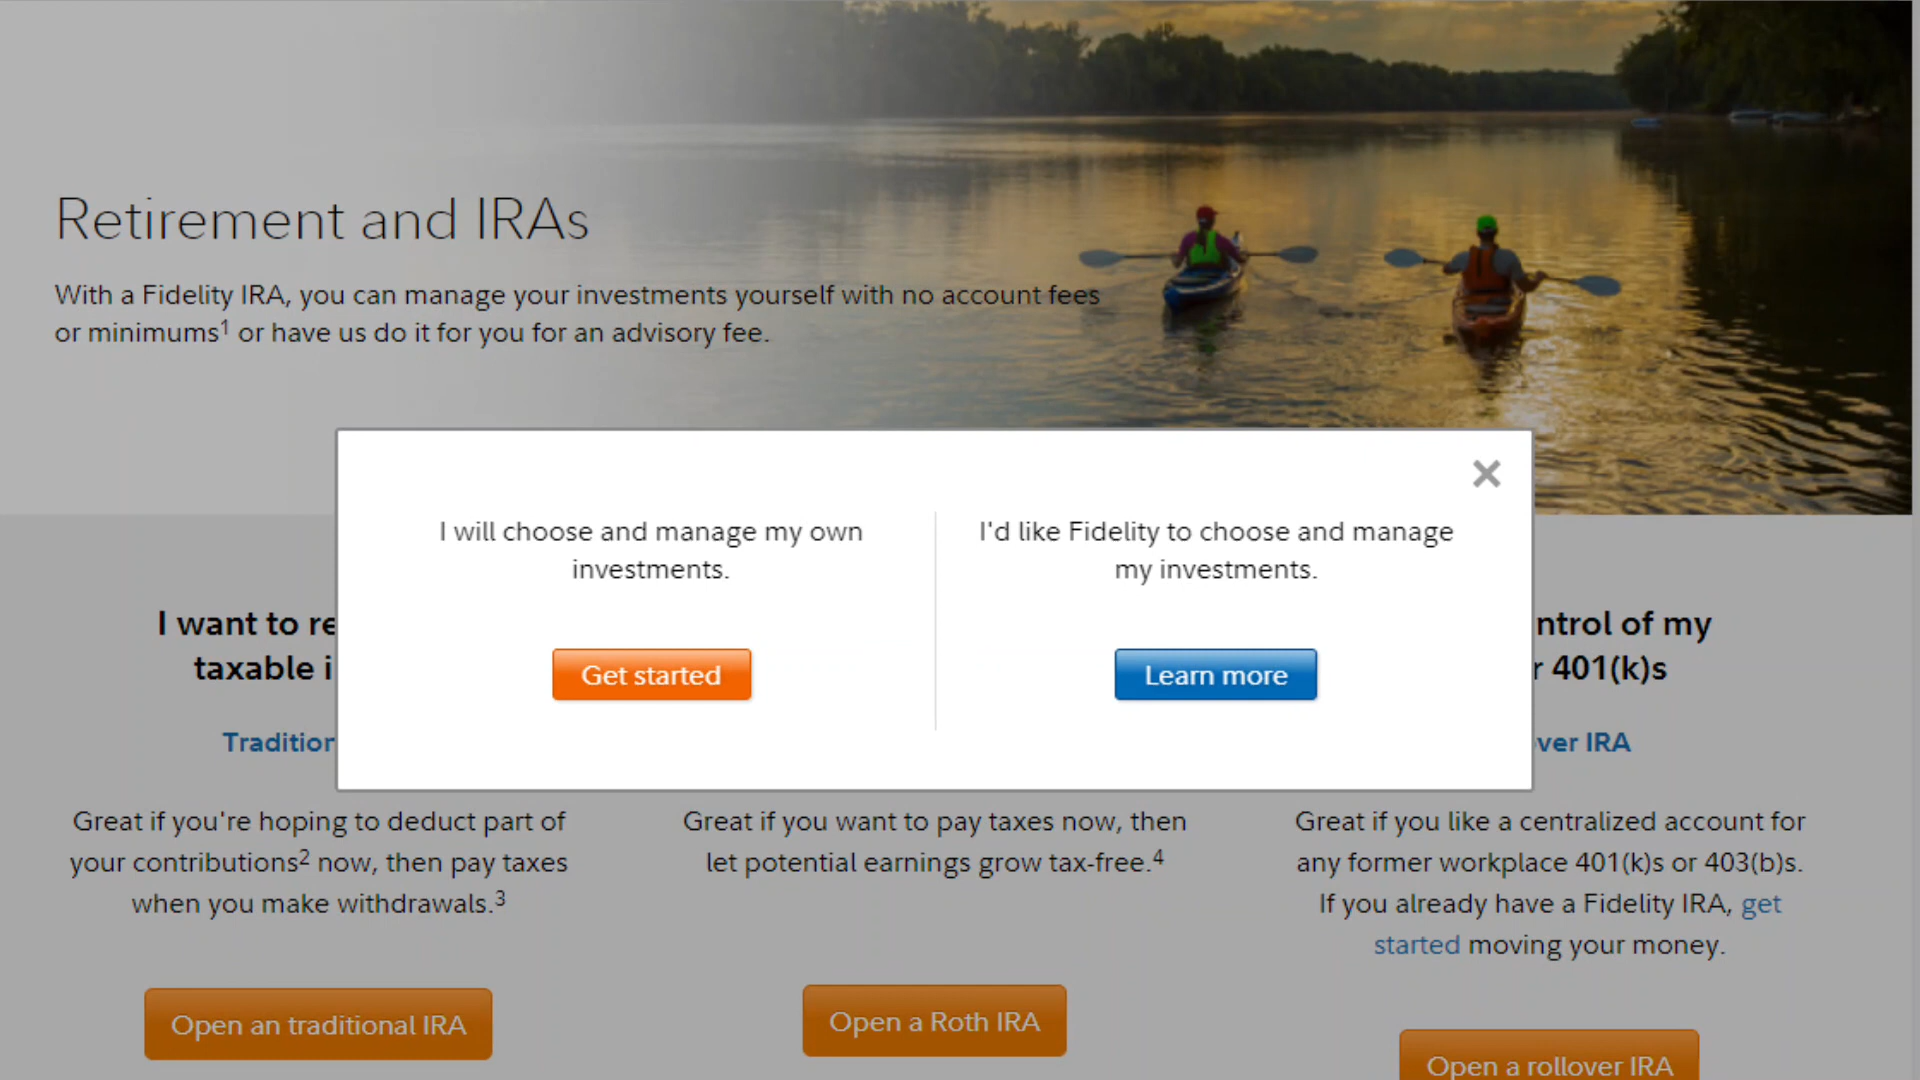 Retirement and IRAs
With a Fidelity IRA, you can manage your investments yourself with no account fees
or minimums¹ or have us do it for you for an advisory fee.
I will choose and manage my own
investments.
Get started
I'd like Fidelity to choose and manage
my investments.
Learn more
I want to re
taxable i
Tradition
Great if you're hoping to deduct part of
your contributions² now, then pay taxes
when you make withdrawals.³
Open an traditional IRA
Great if you want to pay taxes now, then
let potential earnings grow tax-free.⁴
Open a Roth IRA
ntrol of my
r 401(k)s
ver IRA
Great if you like a centralized account for
any former workplace 401(k)s or 403(b)s.
If you already have a Fidelity IRA, get
started moving your money.
Open a rollover IRA